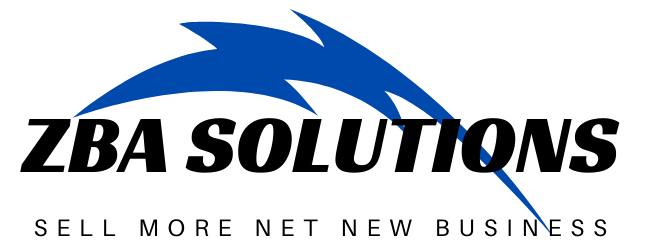 ZBA SOLUTIONS
SELL MORE NET NEW BUSINESS